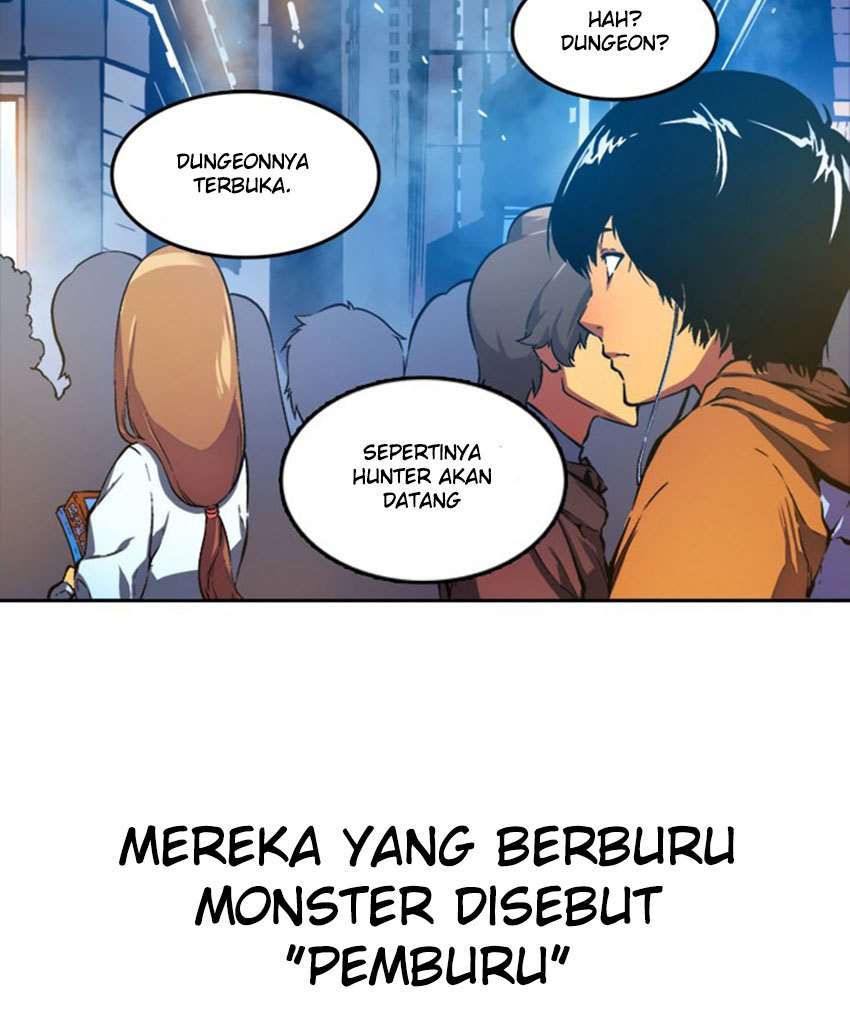 HAH?
DUNGEON?
DUNGEONNYA
TERBUKA.
SEPERTINYA
HUNTER AKAN
DATANG
MEREKA YANG BERBURU
MONSTER DISEBUT
"PEMBURU"